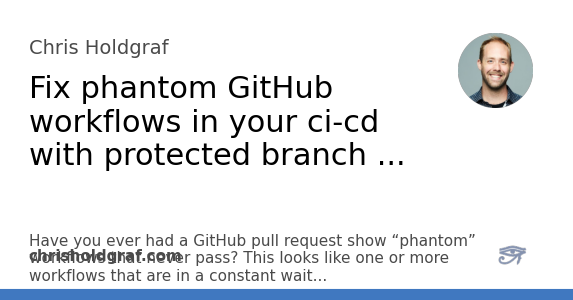 Chris Holdgraf
Fix phantom GitHub
workflows in your ci-cd
with protected branch ...
Have you ever had a GitHub pull request show “phantom”
workflows that never pass? This looks like one or more
chrisholdgraf.com
workflows that are in a constant wait...